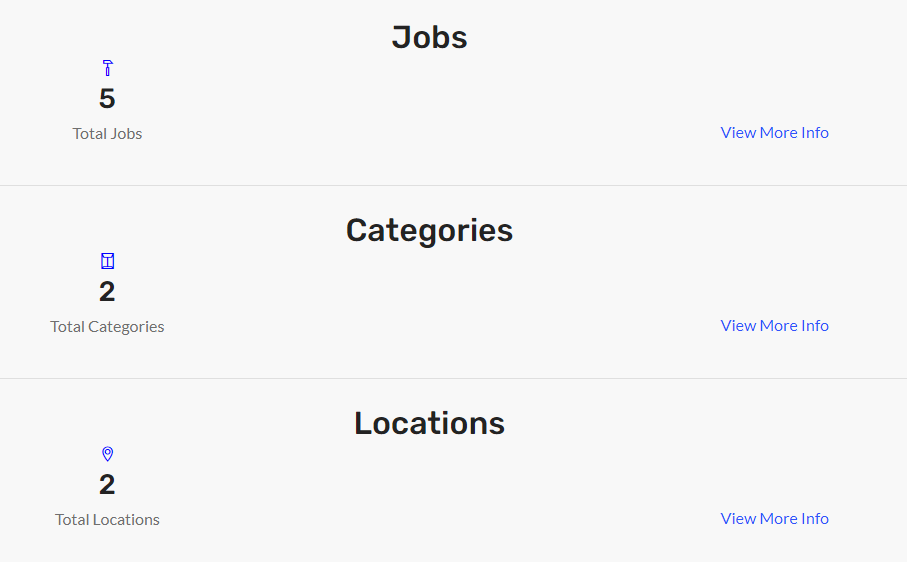 Jobs
5
Total Jobs
View More Info
Categories
2
Total Categories
View More Info
Locations
2
Total Locations
View More Info